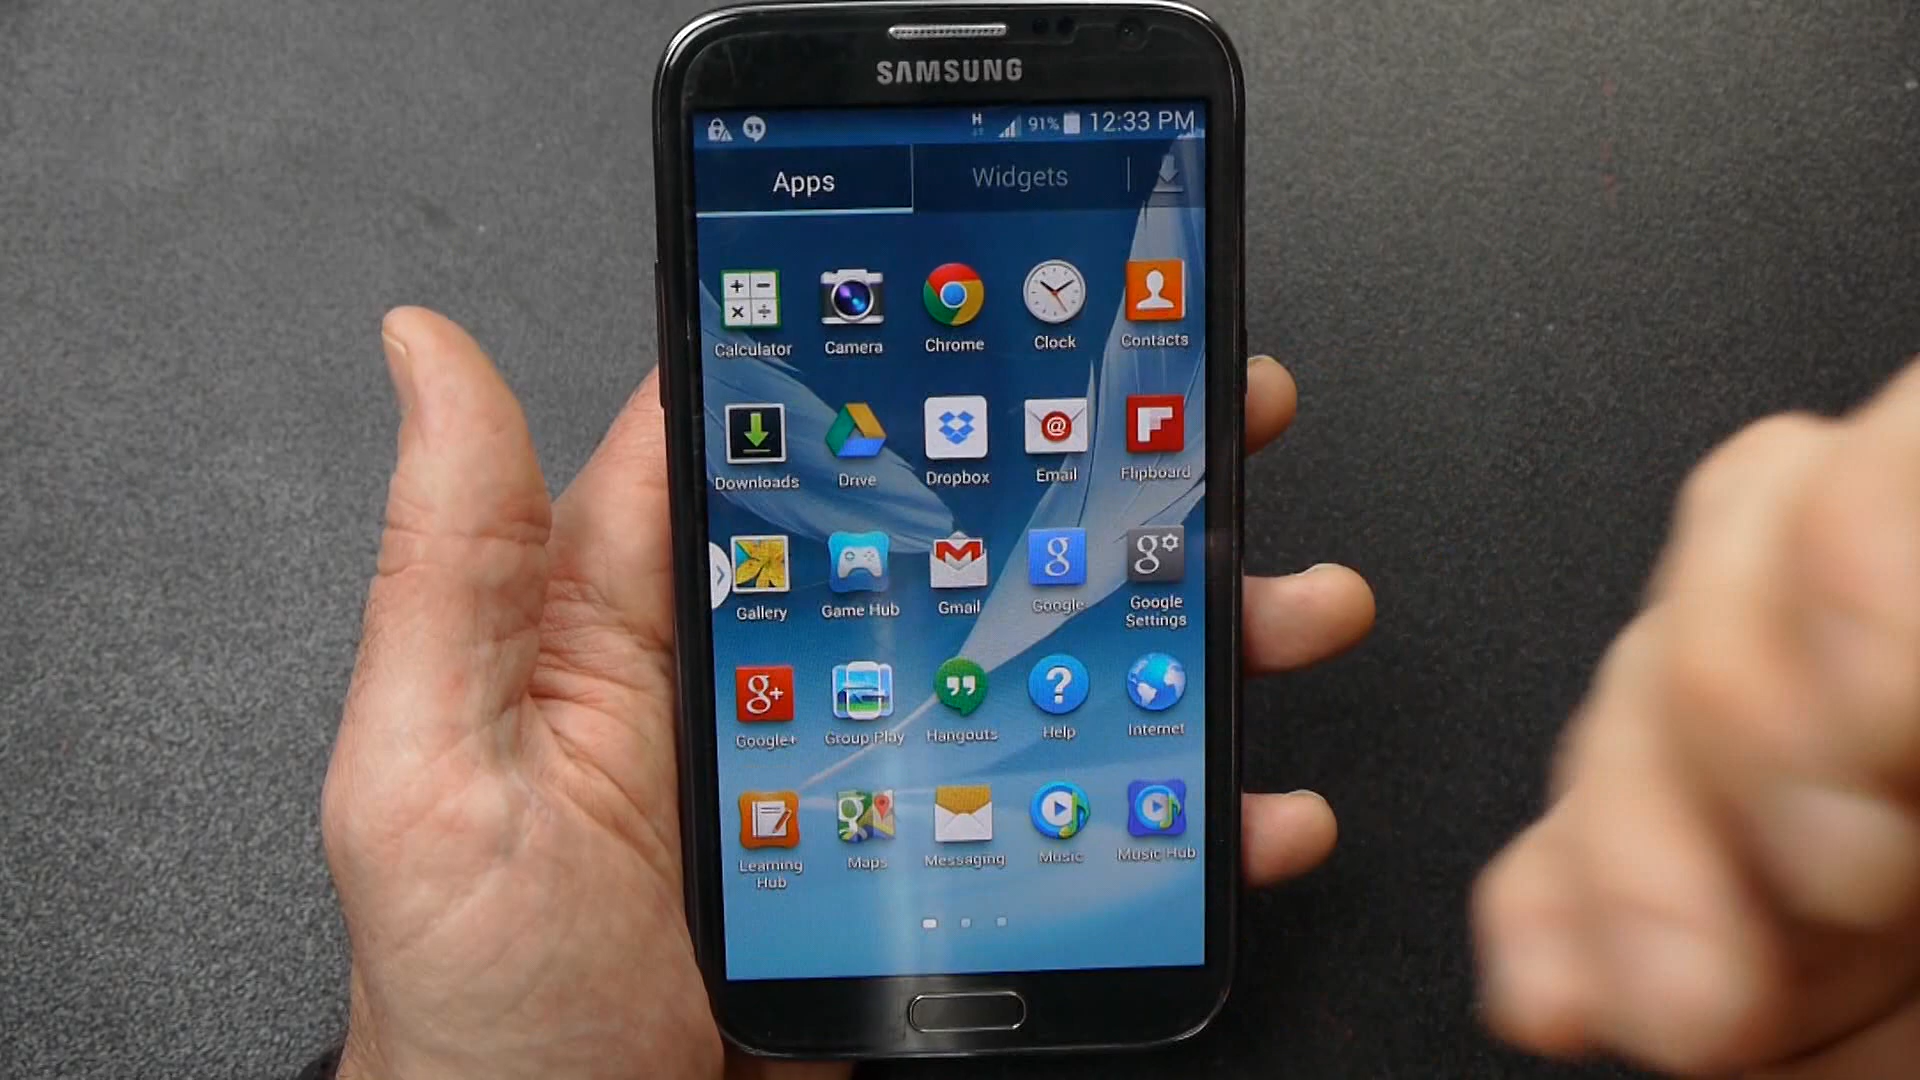 SAMSUNG
H 91% 12:33 PM
Apps Widgets
Calculator Camera Chrome Clock Contacts
Downloads Drive Dropbox Email Flipboard
Gallery Game Hub Gmail Google Google
Settings
Google+ Group Play Hangouts Help Internet
Learning Maps Messaging Music Music Hub
Hub